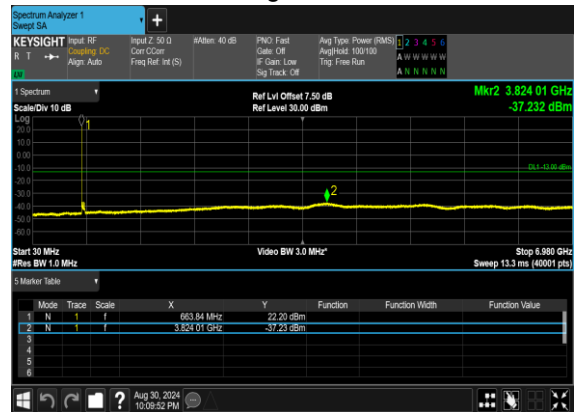 Spectrum Analyzer 1
Swept SA
+
KEYSIGHT Input: RF Input Z: 50 Ω #Atten: 40 dB PNO: Fast Avg Type: Power (RMS) 1 2 3 4 5 6
R T Coupling: DC Corr CCorr Gate: Off Avg|Hold: 100/100 A W W W W W
Align: Auto Freq Ref: Int (S) IF Gain: Low Trig: Free Run
LXI Sig Track: Off A N N N N N
1 Spectrum Ref Lvl Offset 7.50 dB Mkr2 3.824 01 GHz
Scale/Div 10 dB Ref Level 30.00 dBm -37.232 dBm
Log
1
20.0
10.0
0.00
-10.0 DL1 -13.00 dBm
-20.0
-30.0 2
-40.0
-50.0
-60.0
Start 30 MHz Video BW 3.0 MHz* Stop 6.980 GHz
#Res BW 1.0 MHz Sweep 13.3 ms (40001 pts)
5 Marker Table
Mode Trace Scale X Y Function Function Width Function Value
1 N 1 f 663.84 MHz 22.20 dBm
2 N 1 f 3.824 01 GHz -37.23 dBm
3
4
5
6
? Aug 30, 2024
10:09:52 PM